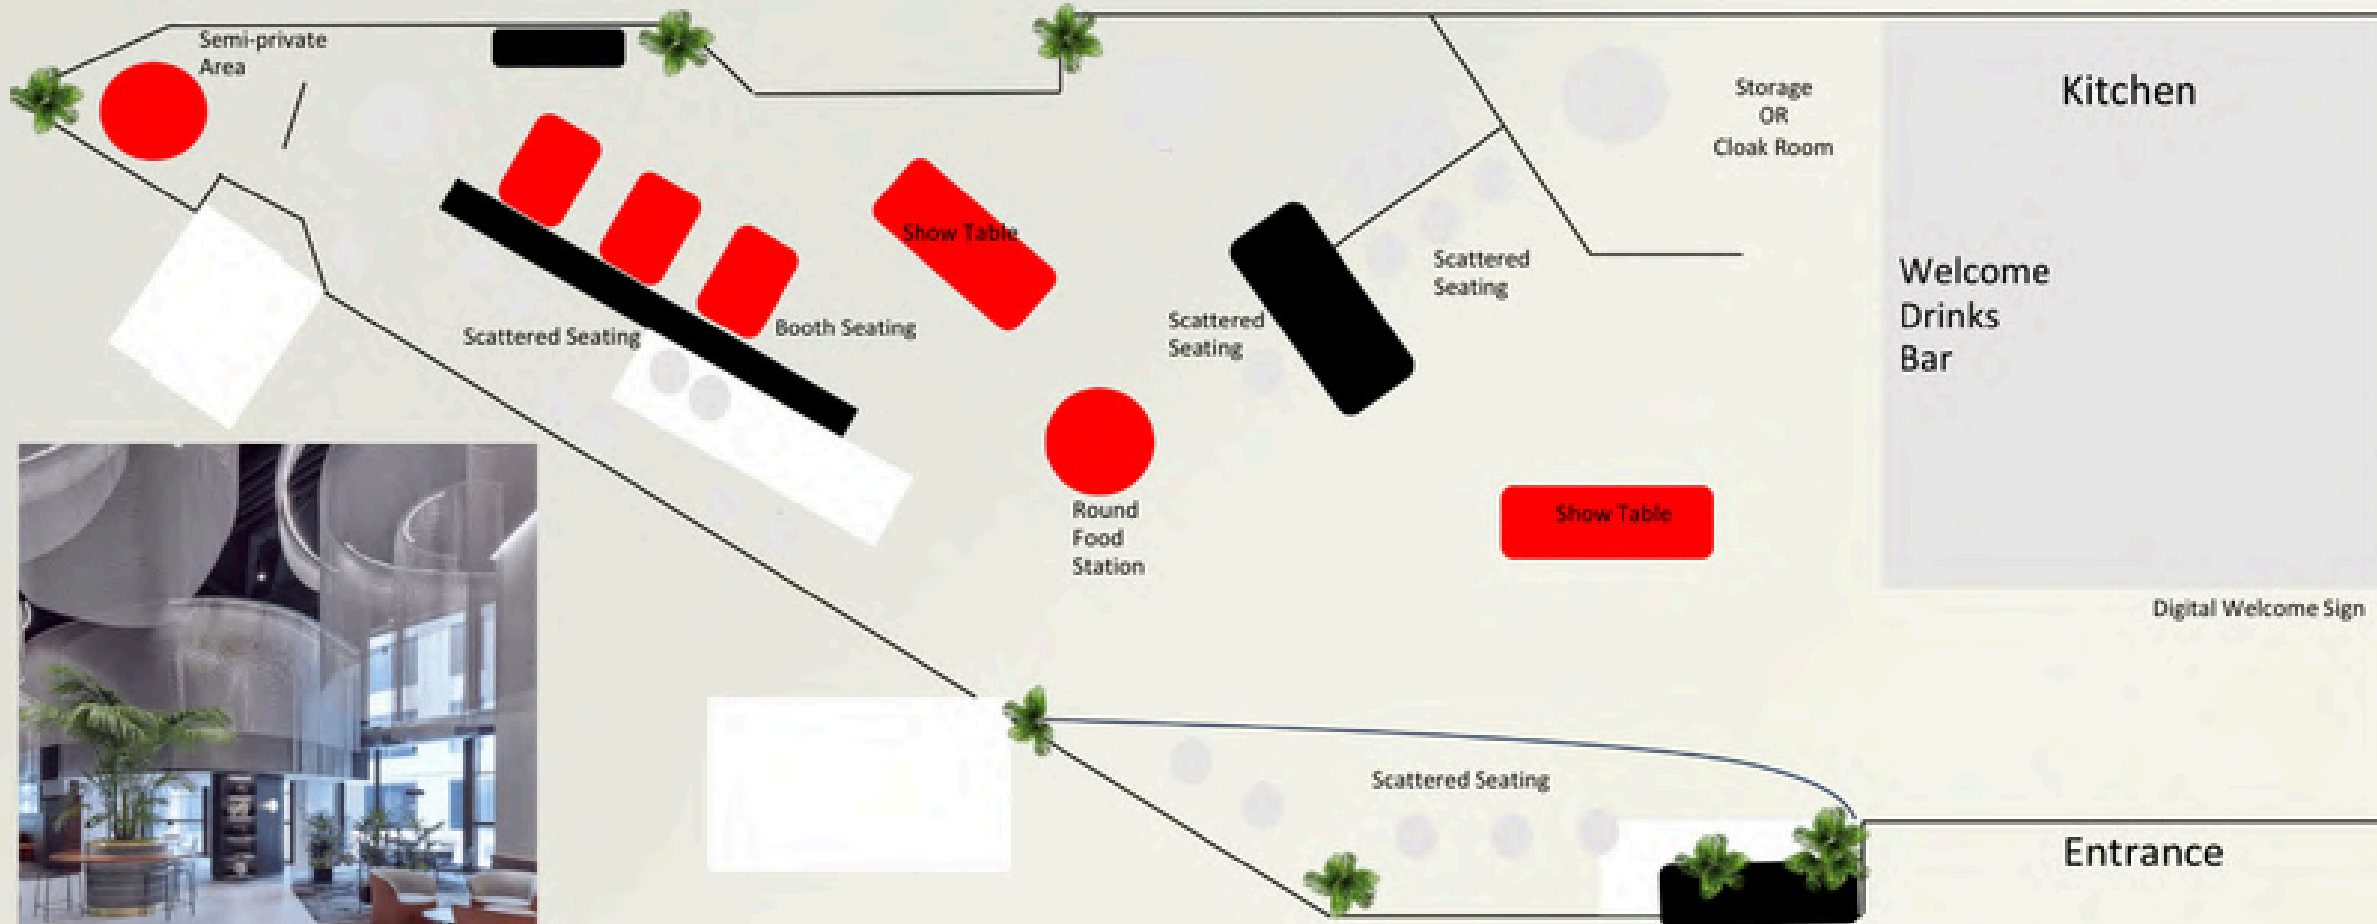 Semi-private
Area
Storage
OR
Cloak Room
Kitchen
Show Table
Scattered
Seating
Welcome
Drinks
Bar
Scattered Seating
Booth Seating
Scattered
Seating
Round
Food
Station
Show Table
Digital Welcome Sign
Scattered Seating
Entrance